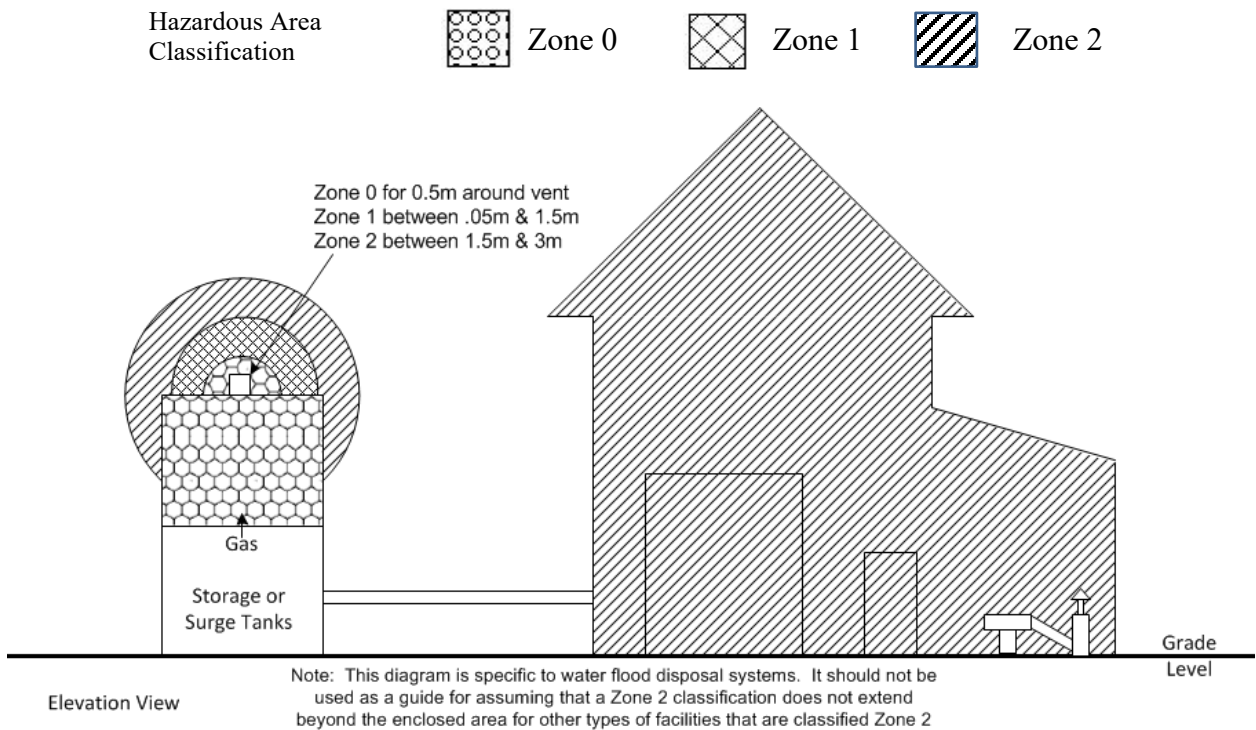 Hazardous Area
Classification
Zone 0
Zone 1
Zone 2
Zone 0 for 0.5m around vent
Zone 1 between .05m & 1.5m
Zone 2 between 1.5m & 3m
Gas
Storage or
Surge Tanks
Grade
Level
Elevation View
Note: This diagram is specific to water flood disposal systems. It should not be
used as a guide for assuming that a Zone 2 classification does not extend
beyond the enclosed area for other types of facilities that are classified Zone 2